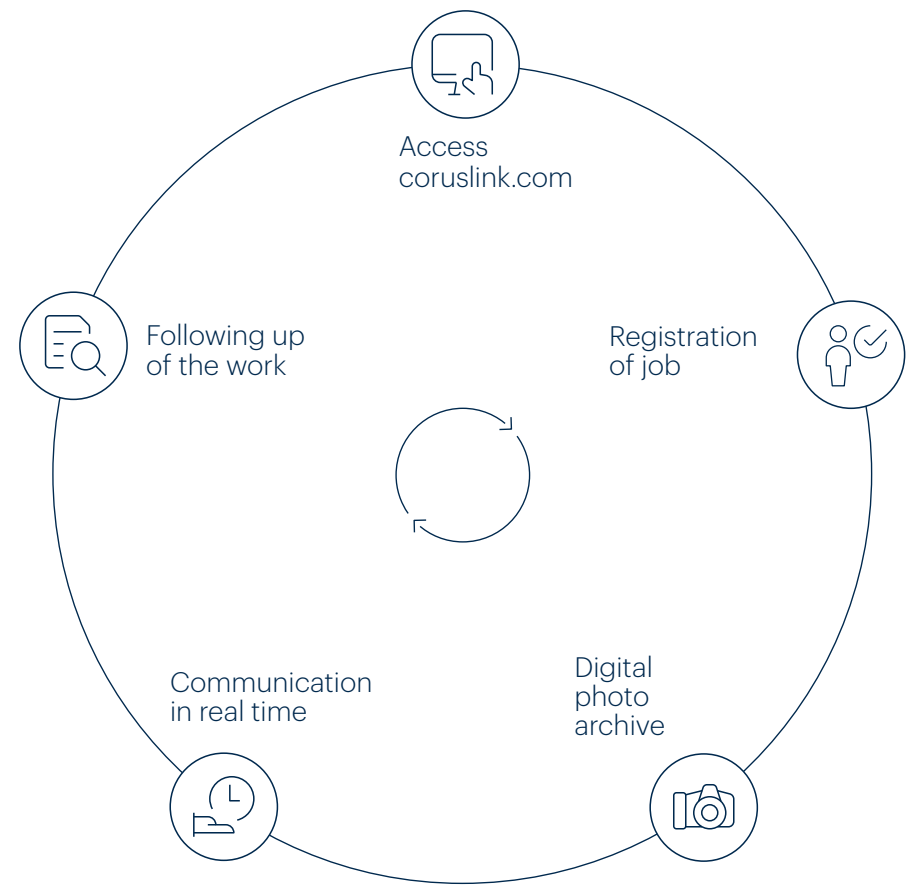 Access
coruslink.com
Following up
of the work
Registration
of job
Communication
in real time
Digital
photo
archive